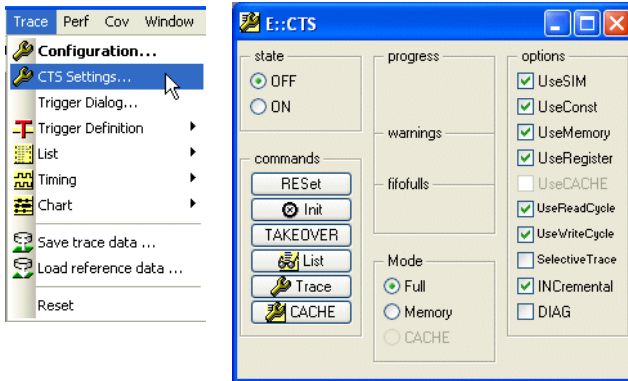 Trace Perf Cov Window
Configuration...
CTS Settings...
Trigger Dialog...
Trigger Definition
List
Timing
Chart
Save trace data ...
Load reference data ...
Reset
E::CTS
state
OFF
ON
commands
RESet
Init
TAKEOVER
List
Trace
CACHE
progress
warnings
fifofulls
Mode
Full
Memory
CACHE
options
UseSIM
UseConst
UseMemory
UseRegister
UseCACHE
UseReadCycle
UseWriteCycle
SelectiveTrace
INCremental
DIAG